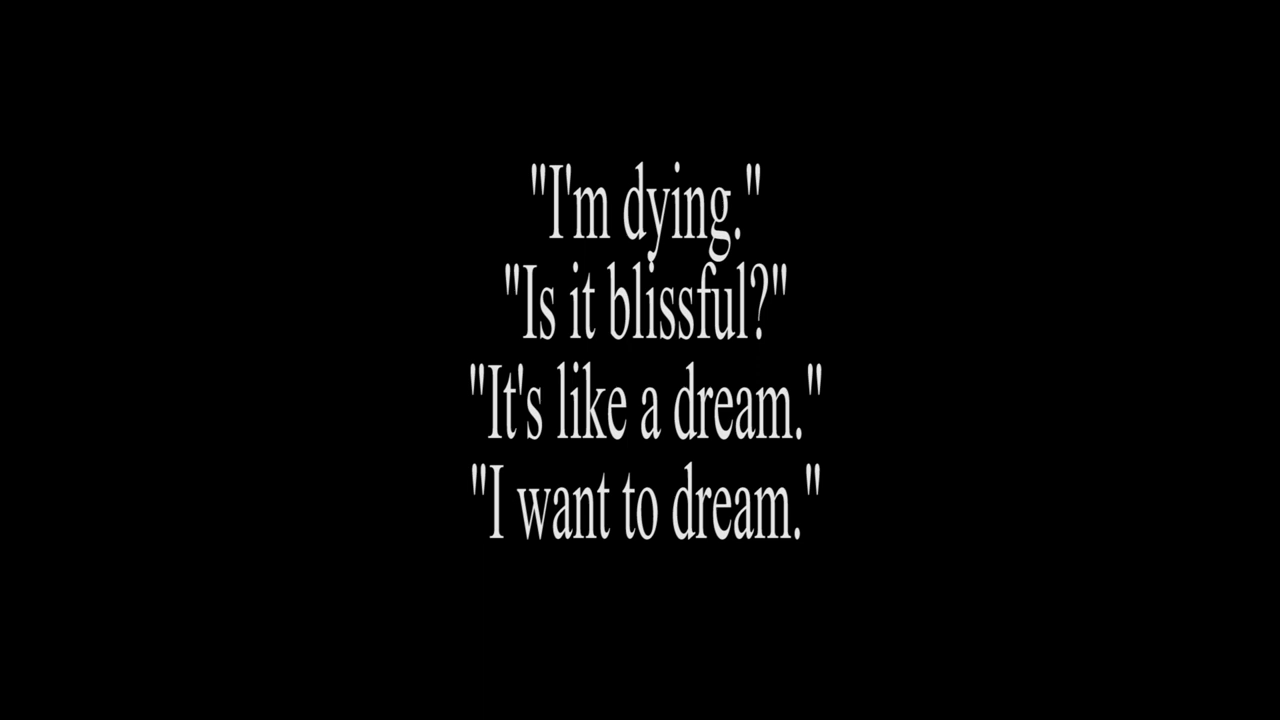 "I'm dying."
"Is it blissful?"
"It's like a dream."
"I want to dream."